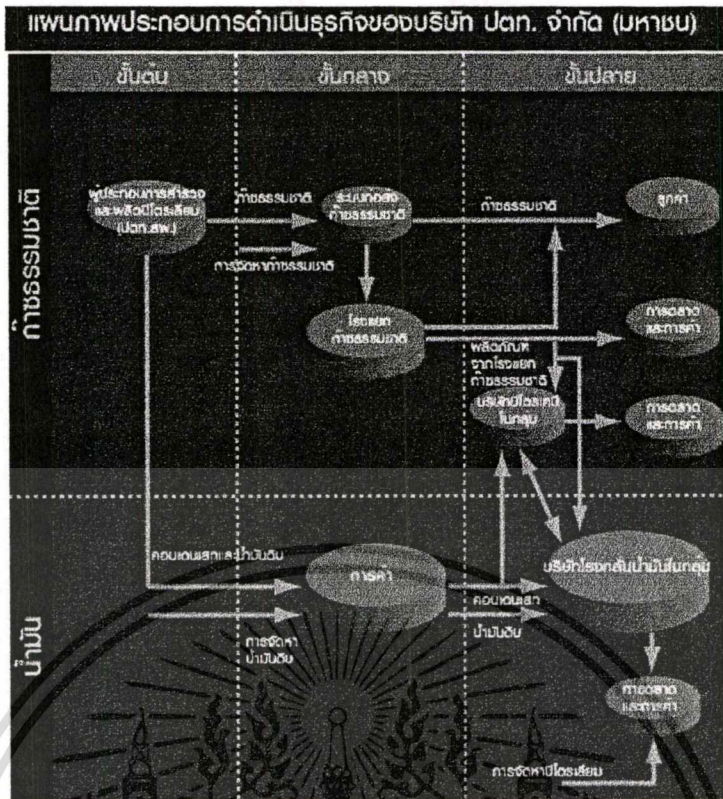 แผนภาพประกอบการดำเนินธุรกิจของบริษัท ปตท. จำกัด (มหาชน)
ขั้นต้น
ขั้นกลาง
ขั้นปลาย
ก๊าซธรรมชาติ
ผู้ประกอบการสำรวจ
และผลิตปิโตรเลียม
(ปตท.สผ.)
ก๊าซธรรมชาติ
การจัดหาก๊าซธรรมชาติ
ระบบท่อส่ง
ก๊าซธรรมชาติ
ก๊าซธรรมชาติ
ลูกค้า
โรงแยก
ก๊าซธรรมชาติ
ผลิตภัณฑ์
จากโรงแยก
ก๊าซธรรมชาติ
การตลาด
และการค้า
บริษัทปิโตรเคมี
ในกลุ่ม
การตลาด
และการค้า
น้ำมัน
คอนเดนเสทและน้ำมันดิบ
การจัดหา
น้ำมันดิบ
การค้า
คอนเดนเสท
น้ำมันดิบ
บริษัทโรงกลั่นน้ำมันในกลุ่ม
การตลาด
และการค้า
การจัดหาปิโตรเลียม